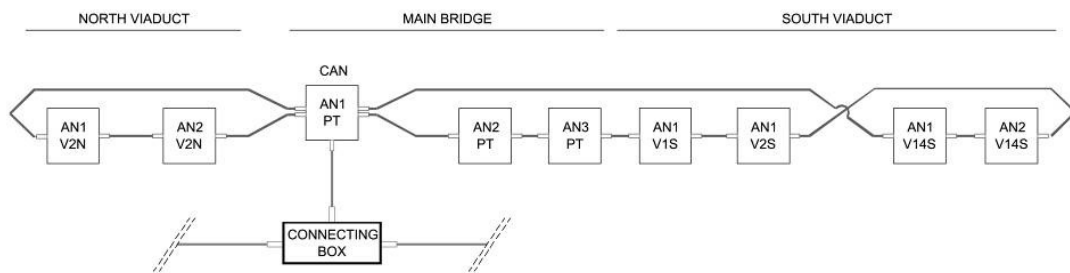 NORTH VIADUCT
MAIN BRIDGE
SOUTH VIADUCT
CAN
AN1
PT
AN1
V2N
AN2
V2N
AN2
PT
AN3
PT
AN1
V1S
AN1
V2S
AN1
V14S
AN2
V14S
CONNECTING
BOX